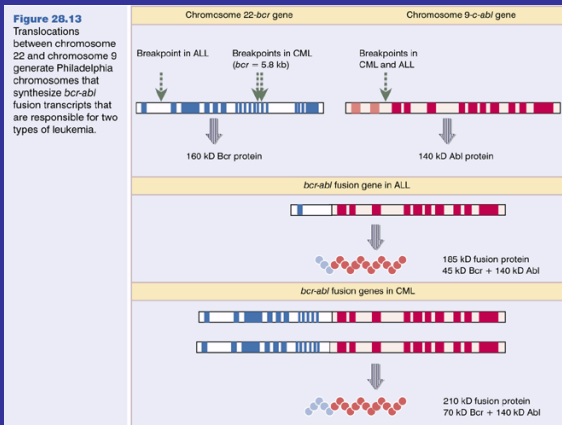 Figure 28.13
Translocations
between chromosome
22 and chromosome 9
generate Philadelphia
chromosomes that
synthesize bcr-abl
fusion transcripts that
are responsible for two
types of leukemia.
Chromosome 22-bcr gene
Chromosome 9-c-abl gene
Breakpoint in ALL
Breakpoints in CML
(bcr = 5.8 kb)
Breakpoints in
CML and ALL
160 kD Bcr protein
140 kD Abl protein
bcr-abl fusion gene in ALL
185 kD fusion protein
45 kD Bcr + 140 kD Abl
bcr-abl fusion genes in CML
210 kD fusion protein
70 kD Bcr + 140 kD Abl